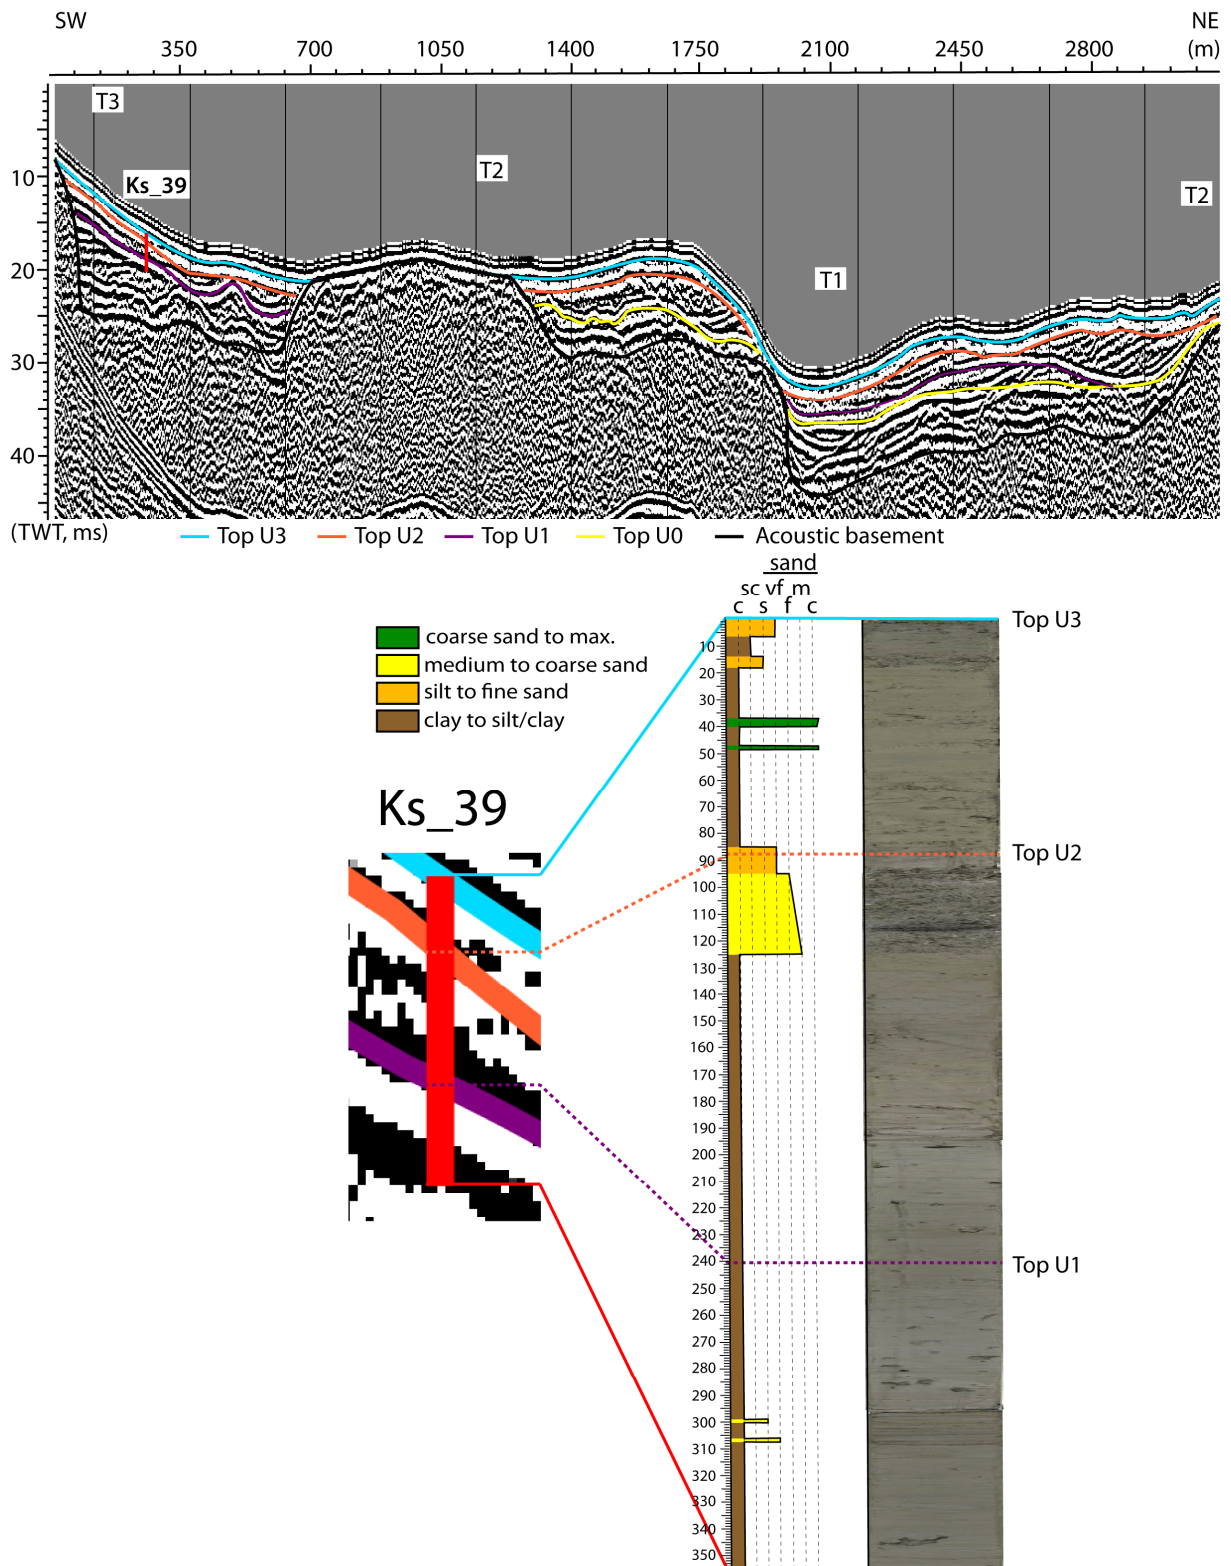 SW NE
350 700 1050 1400 1750 2100 2450 2800 (m)
T3
T2
Ks_39
T2
T1
10
20
30
40
(TWT, ms)
Top U3 Top U2 Top U1 Top U0 Acoustic basement
sand
sc vf m
c s f c
Top U3
coarse sand to max.
medium to coarse sand
silt to fine sand
clay to silt/clay
Ks_39
10
20
30
40
50
60
70
80
Top U2
90
100
110
120
130
140
150
160
170
180
190
200
210
220
230
240
Top U1
250
260
270
280
290
300
310
320
330
340
350